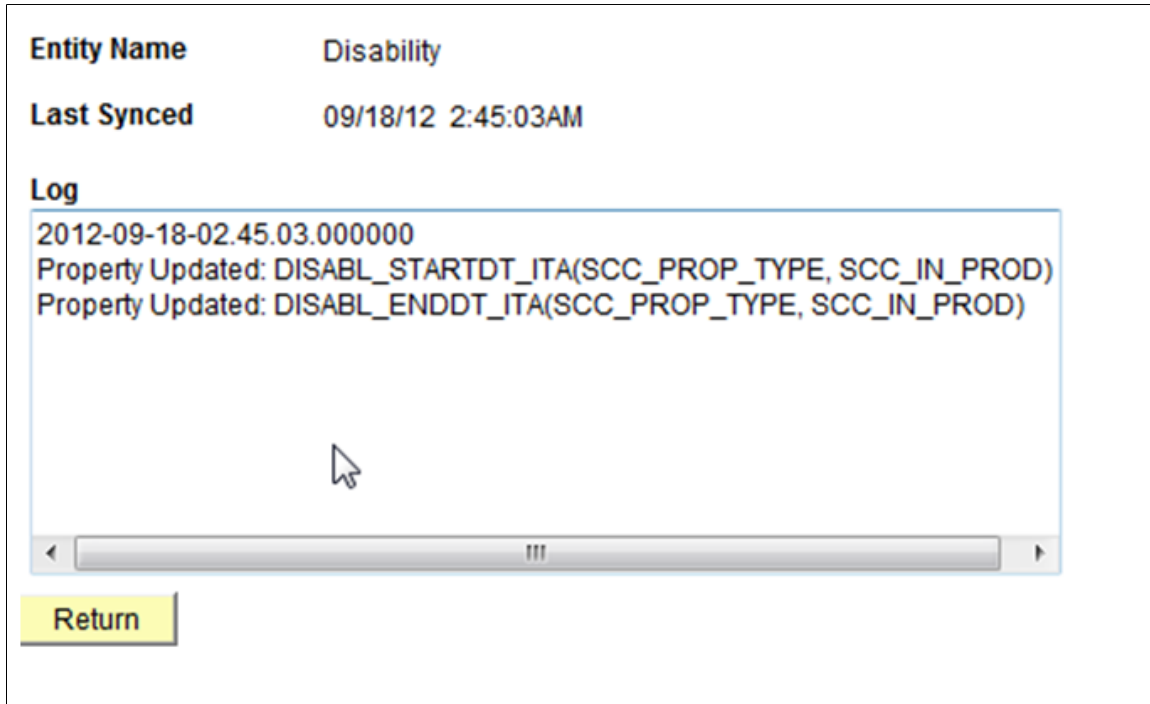 Entity Name Disability
Last Synced 09/18/12 2:45:03AM
Log
2012-09-18-02.45.03.000000
Property Updated: DISABL_STARTDT_ITA(SCC_PROP_TYPE, SCC_IN_PROD)
Property Updated: DISABL_ENDDT_ITA(SCC_PROP_TYPE, SCC_IN_PROD)
Return